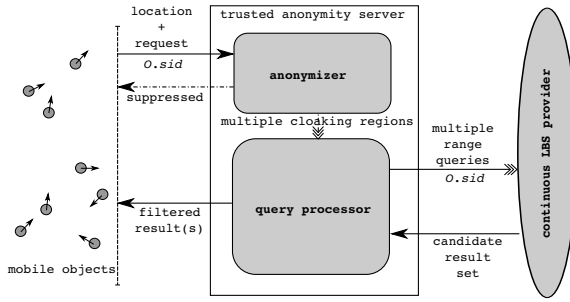 location
+
request
O.sid
suppressed
trusted anonymity server
anonymizer
multiple cloaking regions
query processor
multiple
range
queries
O.sid
filtered
result(s)
candidate
result
set
mobile objects
continuous LBS provider